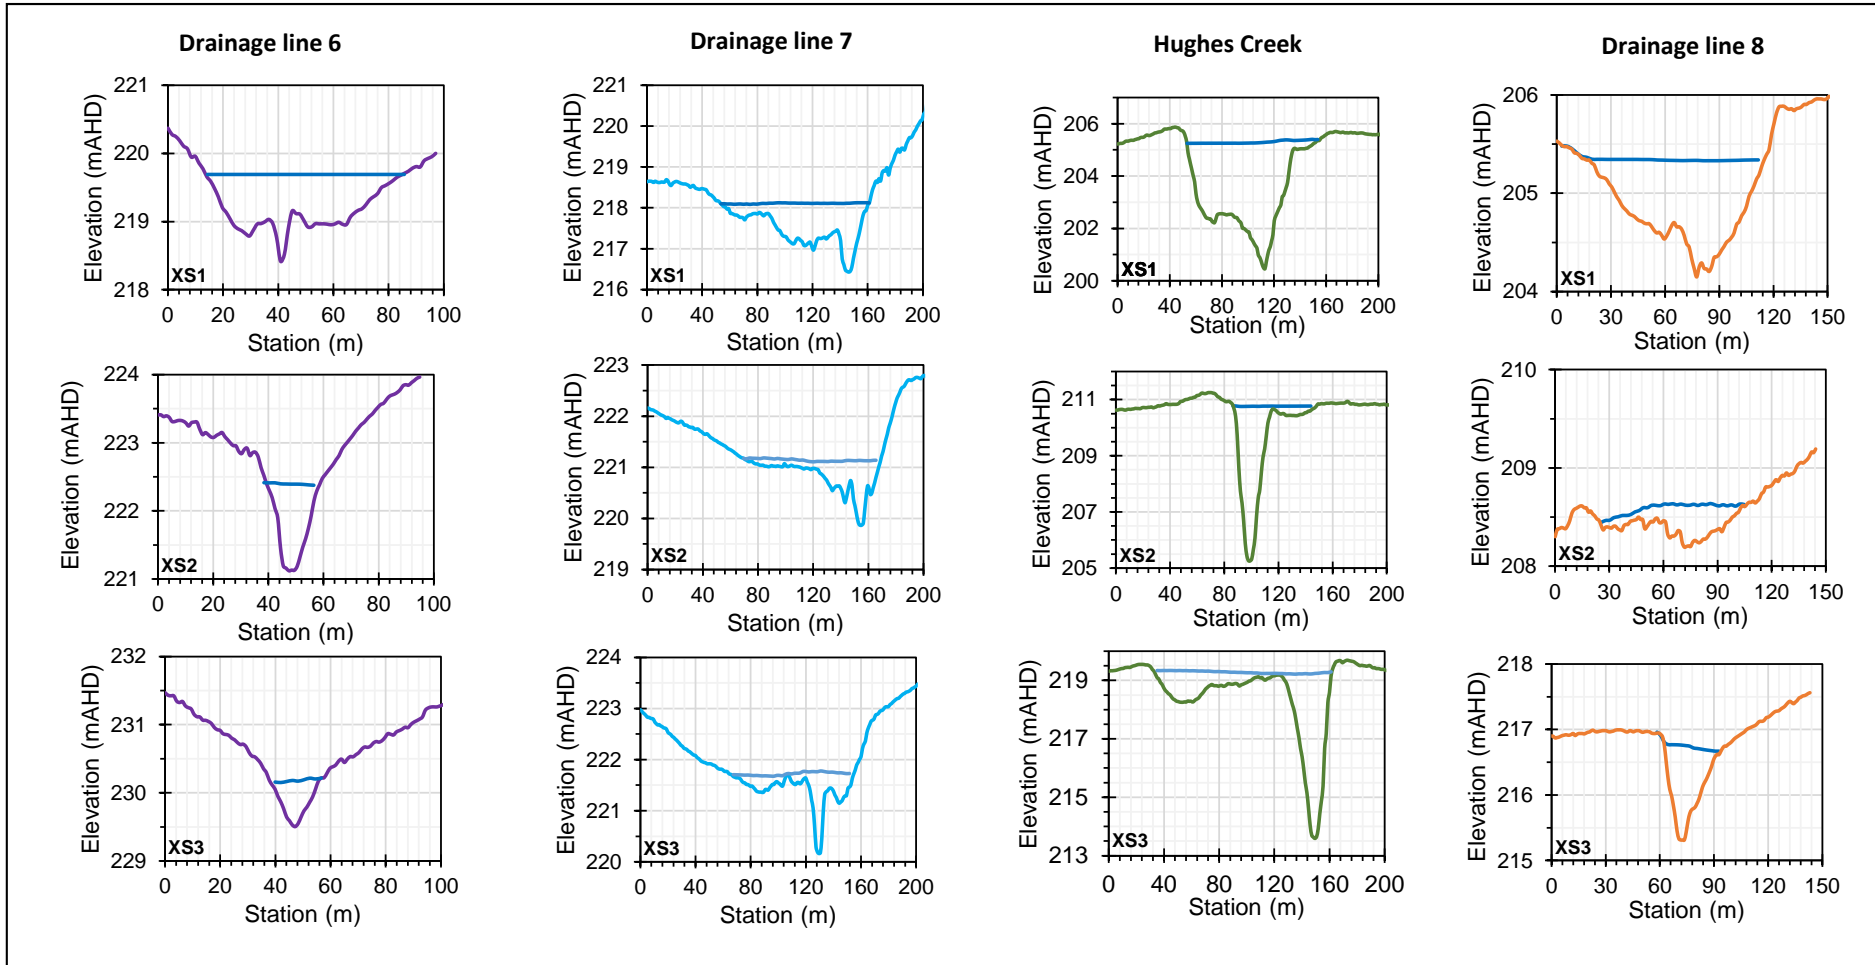 Drainage line 6
Drainage line 7
Hughes Creek
Drainage line 8
Elevation (mAHD)
221
220
219
218
XS1
0 20 40 60 80 100
Station (m)
Elevation (mAHD)
221
220
219
218
217
216
XS1
0 40 80 120 160 200
Station (m)
Elevation (mAHD)
206
204
202
200
XS1
0 40 80 120 160 200
Station (m)
Elevation (mAHD)
206
205
204
XS1
0 30 60 90 120 150
Station (m)
Elevation (mAHD)
224
223
222
221
XS2
0 20 40 60 80 100
Station (m)
Elevation (mAHD)
223
222
221
220
219
XS2
0 40 80 120 160 200
Station (m)
Elevation (mAHD)
211
209
207
205
XS2
0 40 80 120 160 200
Station (m)
Elevation (mAHD)
210
209
208
XS2
0 30 60 90 120 150
Station (m)
Elevation (mAHD)
232
231
230
229
XS3
0 20 40 60 80 100
Station (m)
Elevation (mAHD)
224
223
222
221
220
XS3
0 40 80 120 160 200
Station (m)
Elevation (mAHD)
219
217
215
213
XS3
0 40 80 120 160 200
Station (m)
Elevation (mAHD)
218
217
216
215
XS3
0 30 60 90 120 150
Station (m)